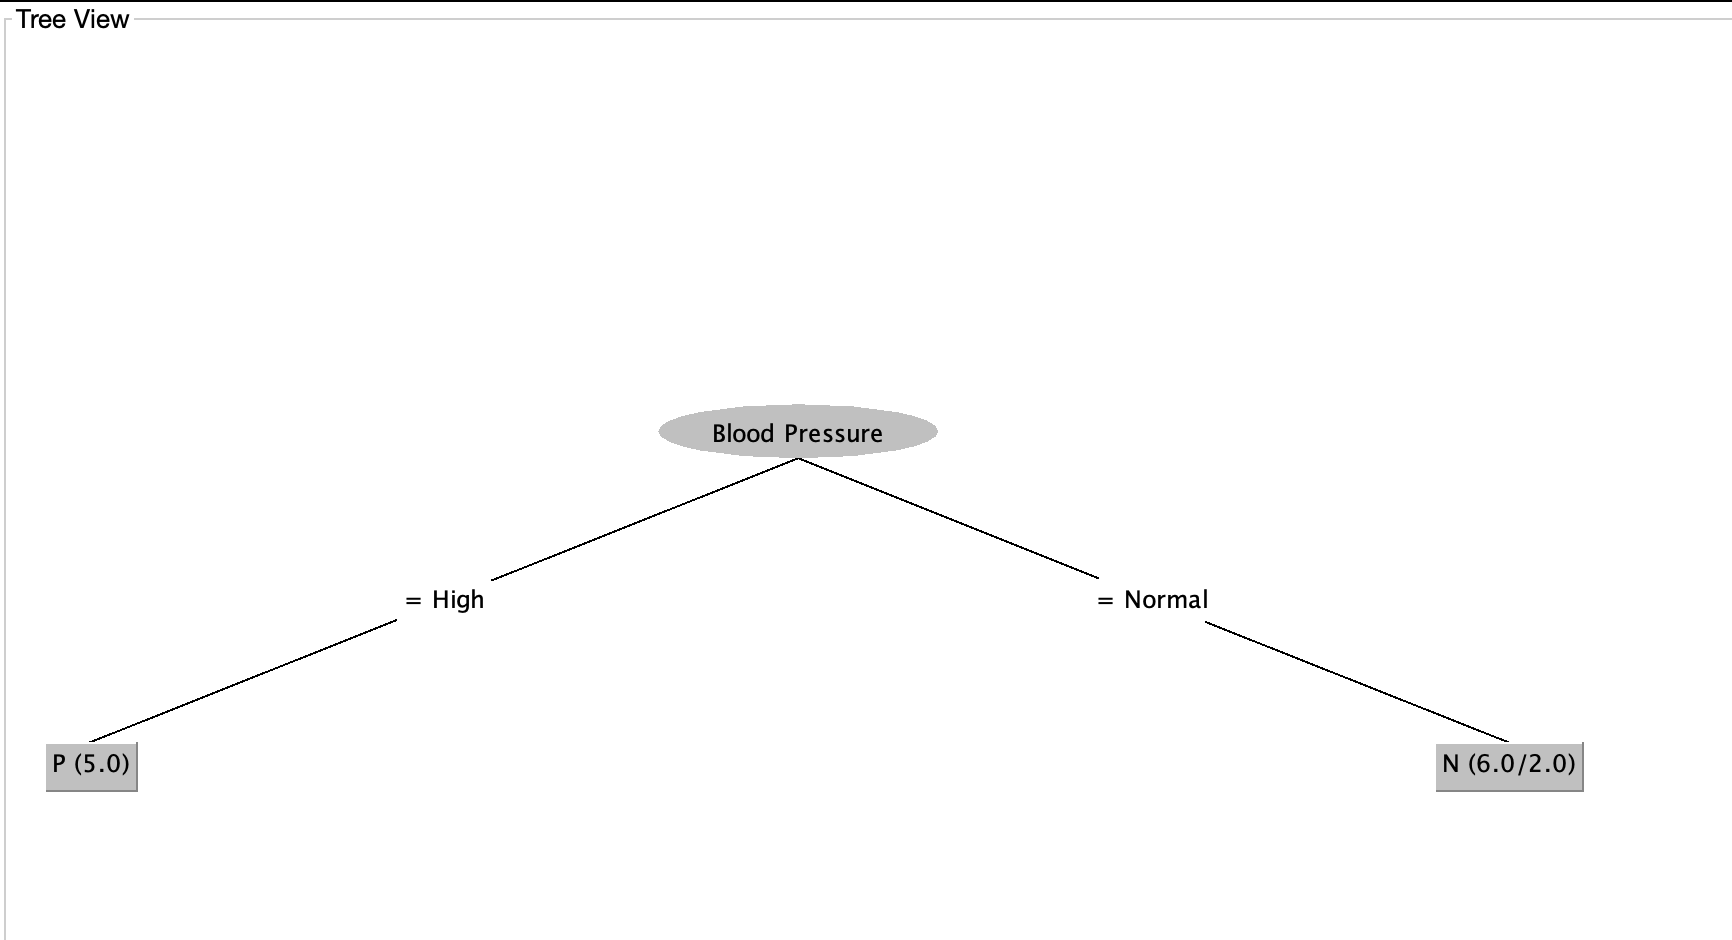 Tree View
Blood Pressure
= High
= Normal
P (5.0)
N (6.0/2.0)